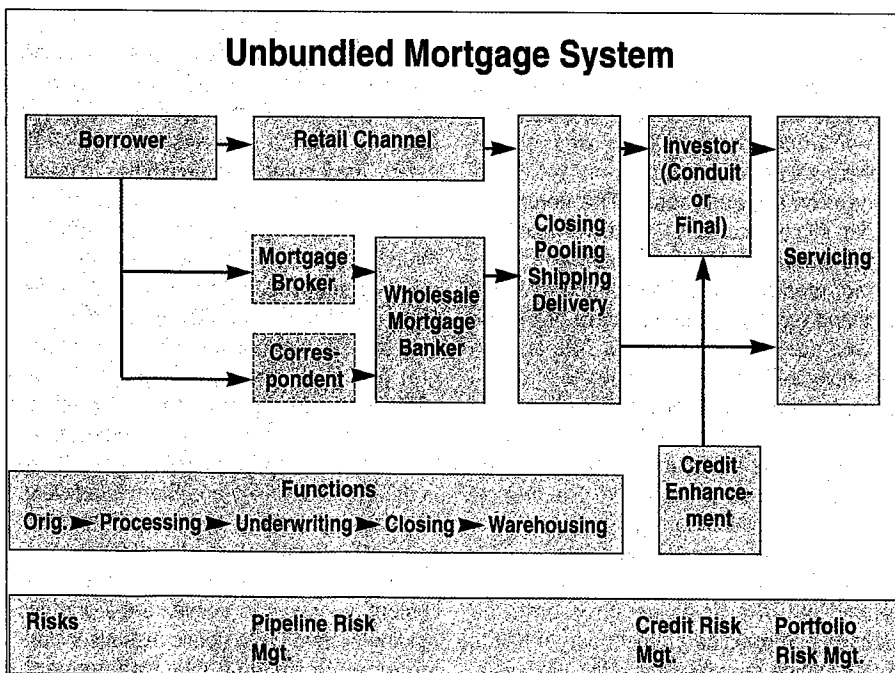 Unbundled Mortgage System
Borrower
Retail Channel
Investor
(Conduit
or
Final)
Mortgage
Broker
Wholesale
Mortgage
Banker
Corres-
pondent
Closing
Pooling
Shipping
Delivery
Servicing
Credit
Enhance-
ment
Functions
Orig. Processing Underwriting Closing Warehousing
Risks
Pipeline Risk
Mgt.
Credit Risk
Mgt.
Portfolio
Risk Mgt.